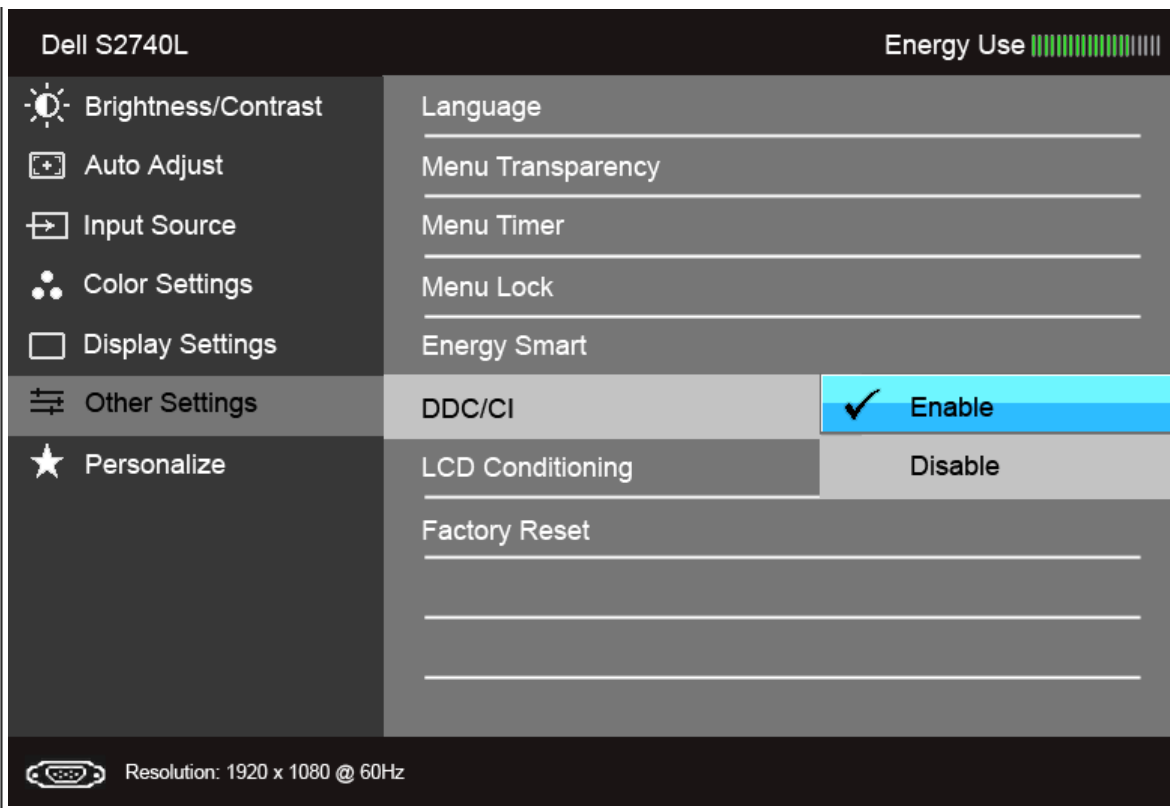 Dell S2740L
Energy Use
Brightness/Contrast
Auto Adjust
Input Source
Color Settings
Display Settings
Other Settings
Personalize
Language
Menu Transparency
Menu Timer
Menu Lock
Energy Smart
DDC/CI
Enable
Disable
LCD Conditioning
Factory Reset
Resolution: 1920 x 1080 @ 60Hz